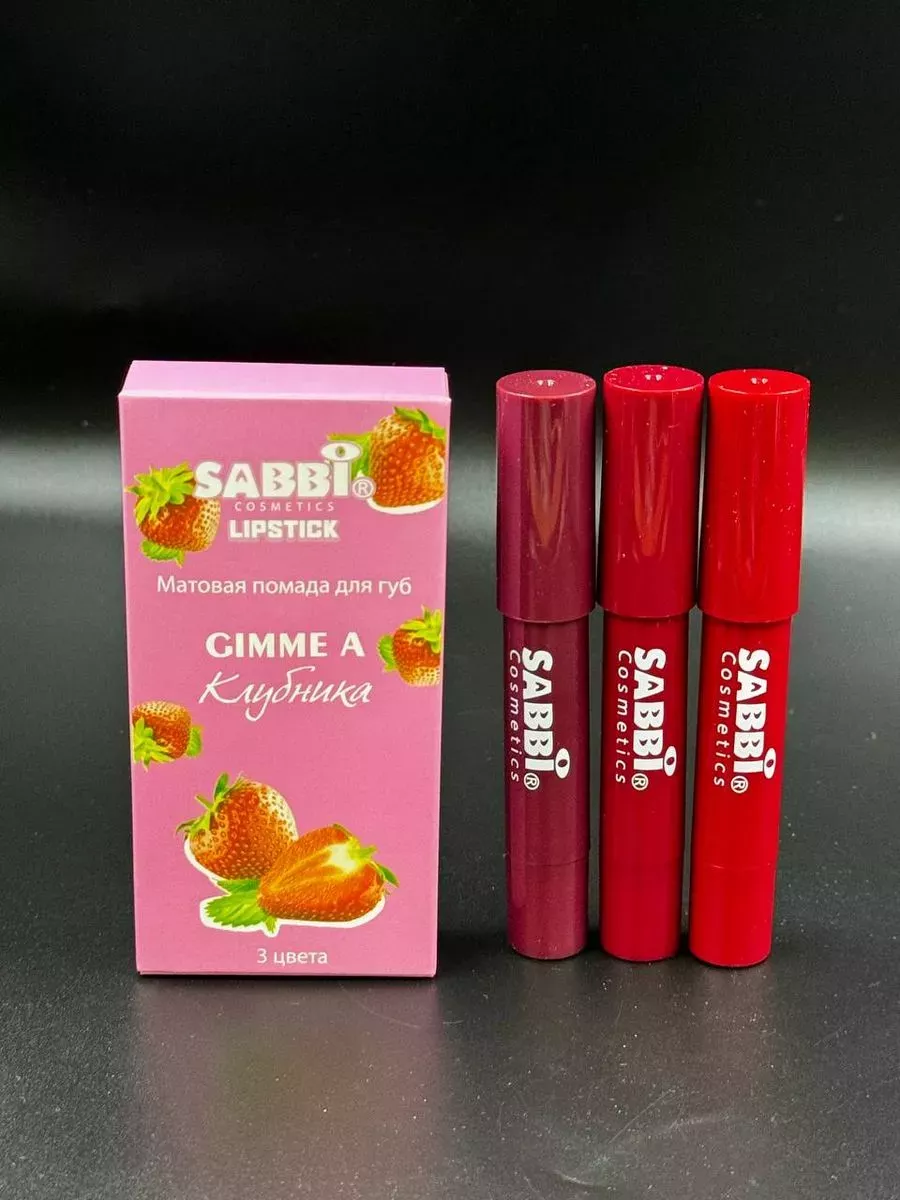 SABBi®
COSMETICS
LIPSTICK
Матовая помада для губ
GIMME A
Клубника
3 цвета
SABBi®
Cosmetics
SABBi®
Cosmetics
SABBi®
Cosmetics